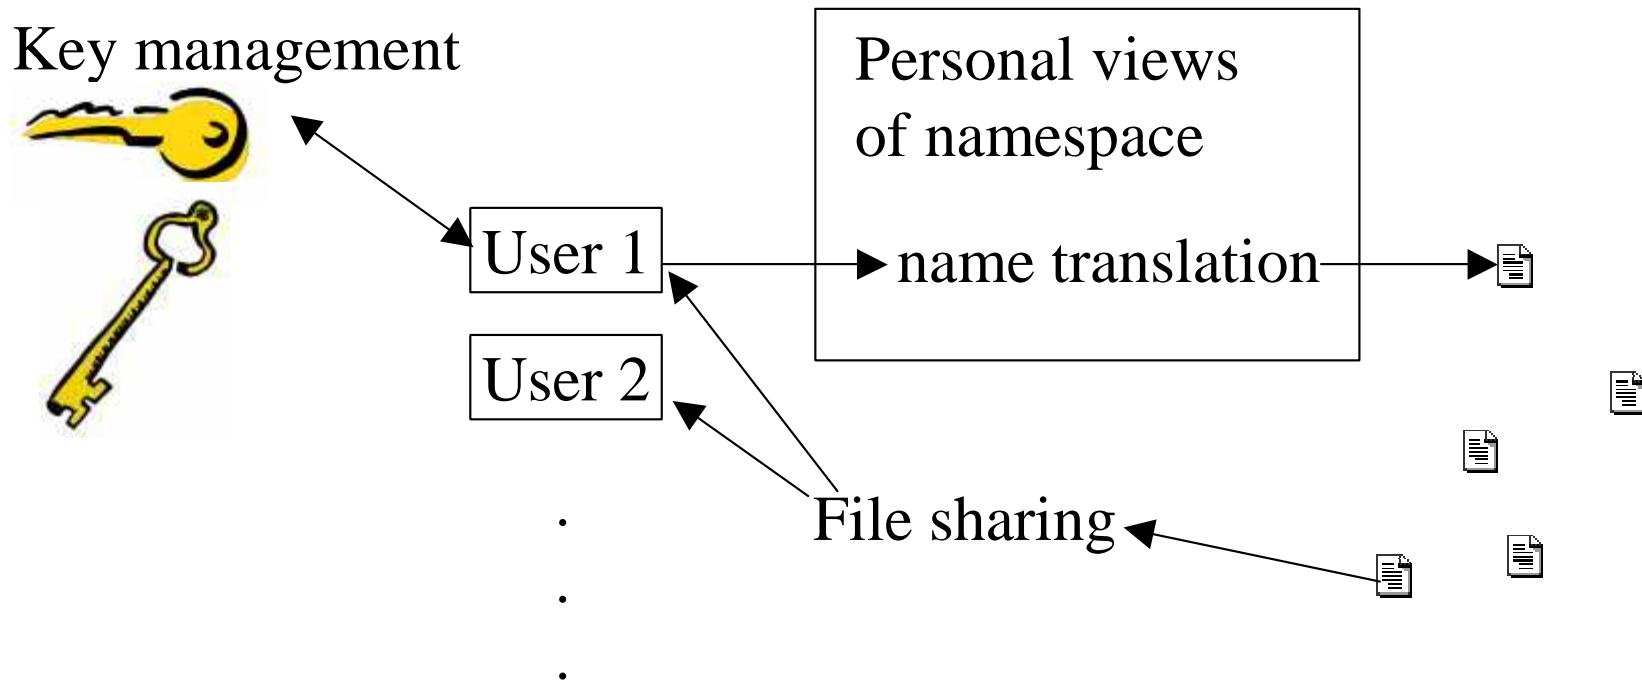 Key management
Personal views
of namespace
User 1
name translation
User 2
File sharing
.
.
.